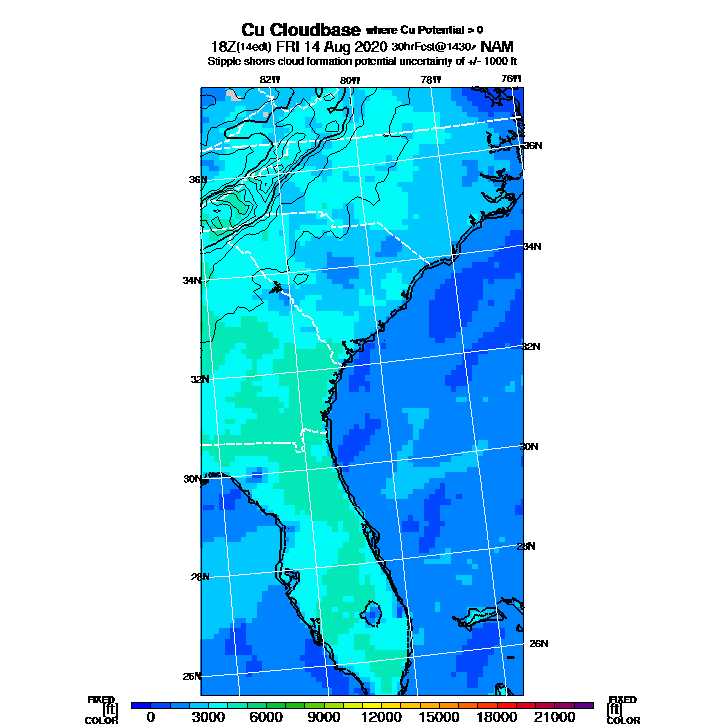 Cu Cloudbase where Cu Potential > 0
18Z(14edt) FRI 14 Aug 2020 30hrFcst@1430z NAM
Stipple shows cloud formation potential uncertainty of +/- 1000 ft
82W 80W 78W 76W
36N 36N
34N 34N
32N 32N
30N 30N
28N 28N
26N 26N
FIXED FIXED
[ft] [ft]
COLOR COLOR
0 3000 6000 9000 12000 15000 18000 21000